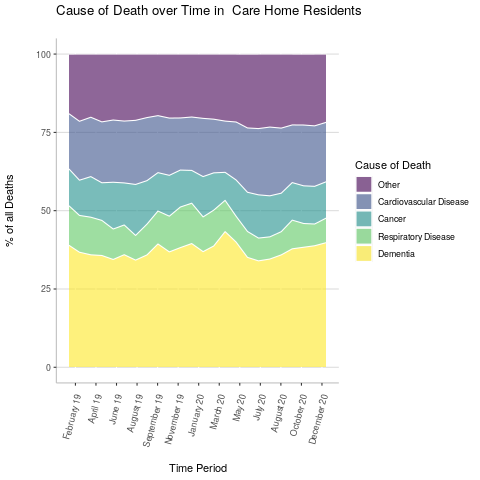 Cause of Death over Time in  Care Home Residents
% of all Deaths
100
75
50
25
0
February 19
April 19
June 19
August 19
September 19
November 19
January 20
March 20
May 20
July 20
August 20
October 20
December 20
Time Period
Cause of Death
Other
Cardiovascular Disease
Cancer
Respiratory Disease
Dementia